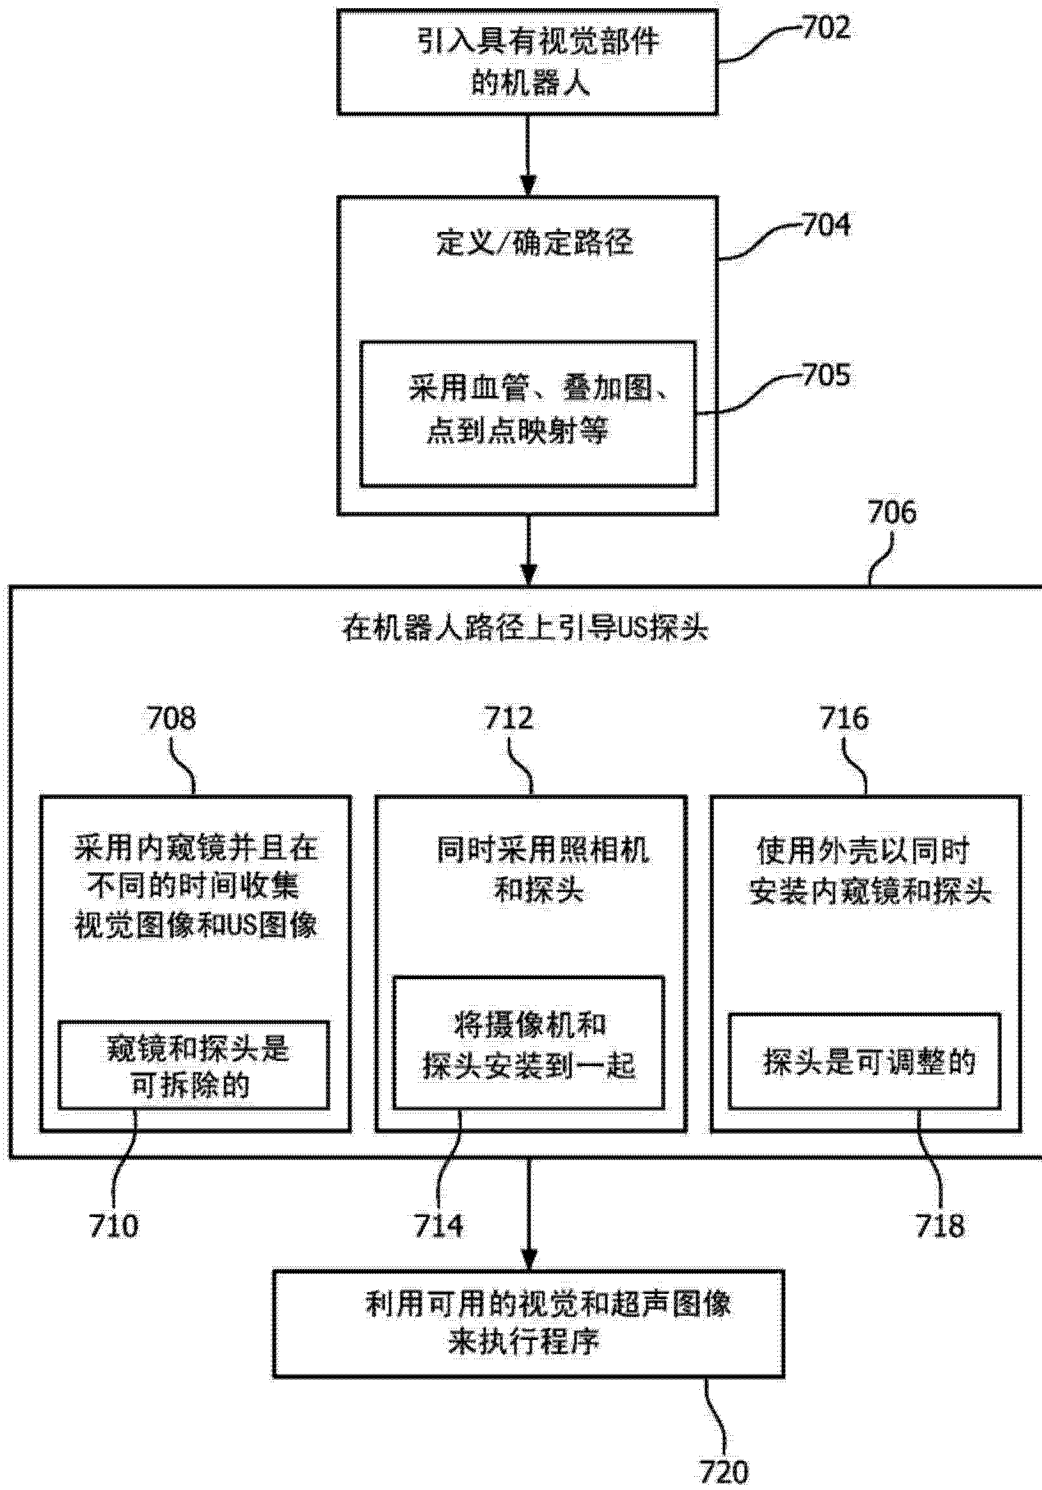 引入具有视觉部件
的机器人
702
定义/确定路径
704
采用血管、叠加图、
点到点映射等
705
706
在机器人路径上引导US探头
708
采用内窥镜并且在
不同的时间收集
视觉图像和US图像
窥镜和探头是
可拆除的
710
712
同时采用照相机
和探头
将摄像机和
探头安装到一起
714
716
使用外壳以同时
安装内窥镜和探头
探头是可调整的
718
利用可用的视觉和超声图像
来执行程序
720